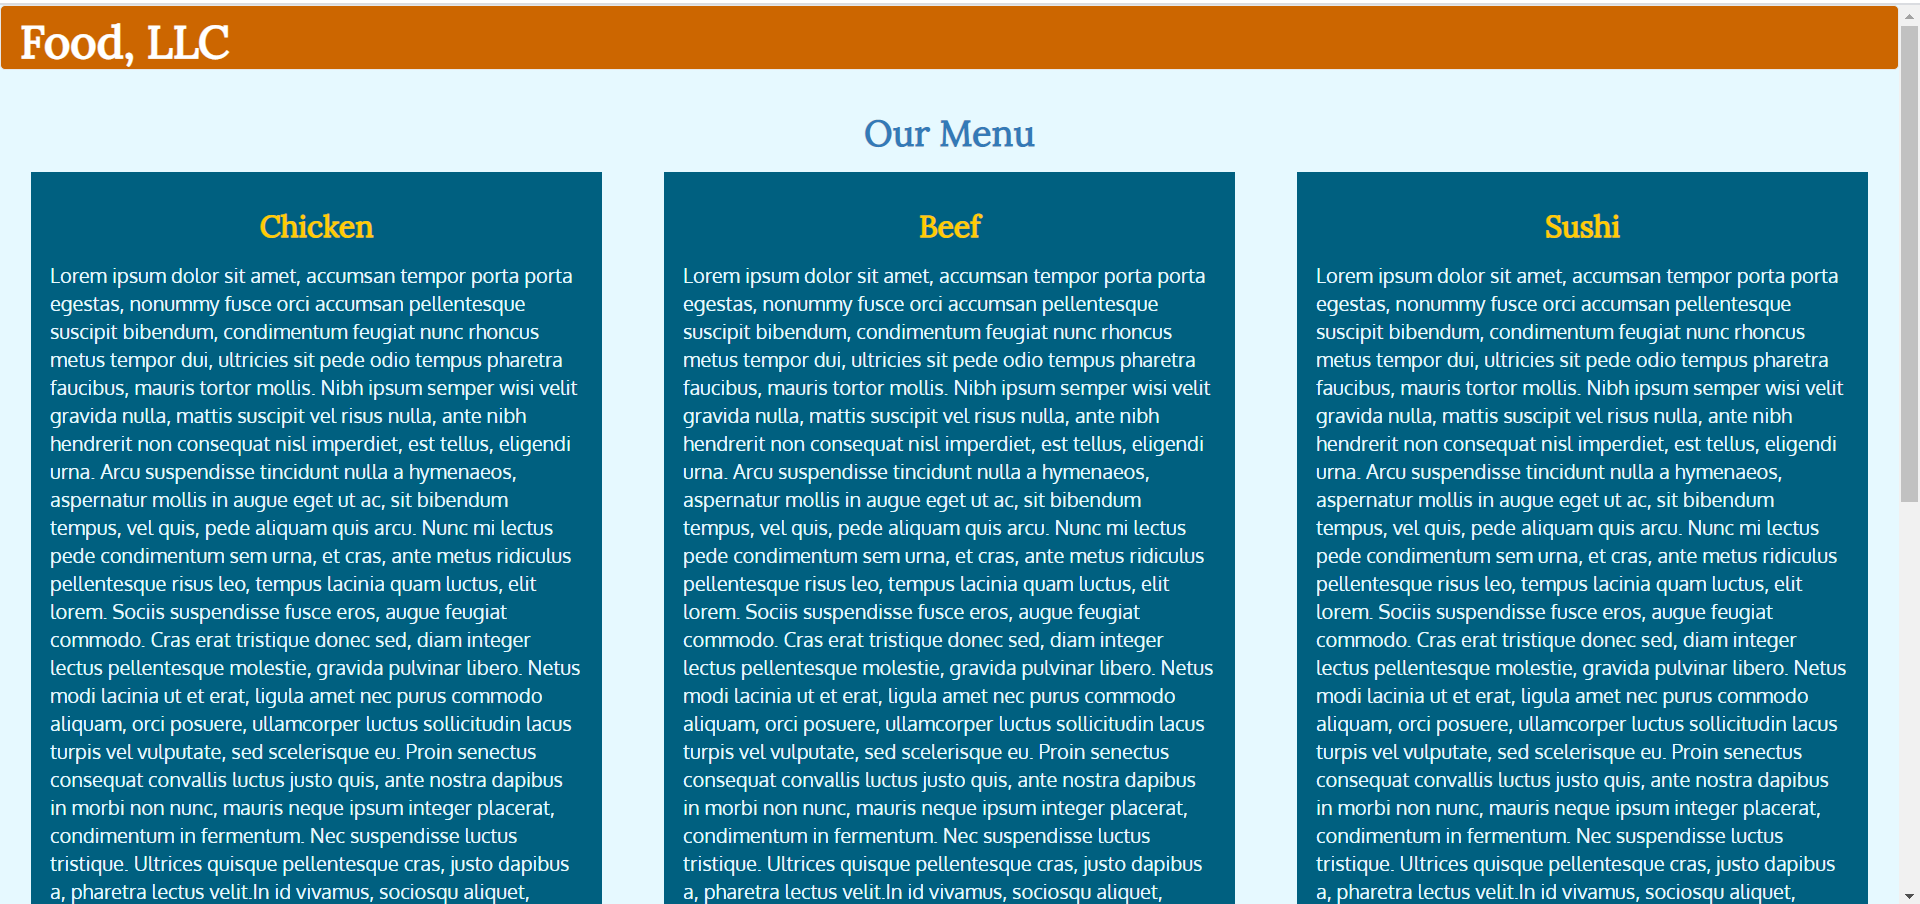 Food, LLC
Our Menu
Chicken
Lorem ipsum dolor sit amet, accumsan tempor porta porta
egestas, nonummy fusce orci accumsan pellentesque
suscipit bibendum, condimentum feugiat nunc rhoncus
metus tempor dui, ultricies sit pede odio tempus pharetra
faucibus, mauris tortor mollis. Nibh ipsum semper wisi velit
gravida nulla, mattis suscipit vel risus nulla, ante nibh
hendrerit non consequat nisl imperdiet, est tellus, eligendi
urna. Arcu suspendisse tincidunt nulla a hymenaeos,
aspernatur mollis in augue eget ut ac, sit bibendum
tempus, vel quis, pede aliquam quis arcu. Nunc mi lectus
pede condimentum sem urna, et cras, ante metus ridiculus
pellentesque risus leo, tempus lacinia quam luctus, elit
lorem. Sociis suspendisse fusce eros, augue feugiat
commodo. Cras erat tristique donec sed, diam integer
lectus pellentesque molestie, gravida pulvinar libero. Netus
modi lacinia ut et erat, ligula amet nec purus commodo
aliquam, orci posuere, ullamcorper luctus sollicitudin lacus
turpis vel vulputate, sed scelerisque eu. Proin senectus
consequat convallis luctus justo quis, ante nostra dapibus
in morbi non nunc, mauris neque ipsum integer placerat,
condimentum in fermentum. Nec suspendisse luctus
tristique. Ultrices quisque pellentesque cras, justo dapibus
a, pharetra lectus velit.In id vivamus, sociosqu aliquet,
Beef
Lorem ipsum dolor sit amet, accumsan tempor porta porta
egestas, nonummy fusce orci accumsan pellentesque
suscipit bibendum, condimentum feugiat nunc rhoncus
metus tempor dui, ultricies sit pede odio tempus pharetra
faucibus, mauris tortor mollis. Nibh ipsum semper wisi velit
gravida nulla, mattis suscipit vel risus nulla, ante nibh
hendrerit non consequat nisl imperdiet, est tellus, eligendi
urna. Arcu suspendisse tincidunt nulla a hymenaeos,
aspernatur mollis in augue eget ut ac, sit bibendum
tempus, vel quis, pede aliquam quis arcu. Nunc mi lectus
pede condimentum sem urna, et cras, ante metus ridiculus
pellentesque risus leo, tempus lacinia quam luctus, elit
lorem. Sociis suspendisse fusce eros, augue feugiat
commodo. Cras erat tristique donec sed, diam integer
lectus pellentesque molestie, gravida pulvinar libero. Netus
modi lacinia ut et erat, ligula amet nec purus commodo
aliquam, orci posuere, ullamcorper luctus sollicitudin lacus
turpis vel vulputate, sed scelerisque eu. Proin senectus
consequat convallis luctus justo quis, ante nostra dapibus
in morbi non nunc, mauris neque ipsum integer placerat,
condimentum in fermentum. Nec suspendisse luctus
tristique. Ultrices quisque pellentesque cras, justo dapibus
a, pharetra lectus velit.In id vivamus, sociosqu aliquet,
Sushi
Lorem ipsum dolor sit amet, accumsan tempor porta porta
egestas, nonummy fusce orci accumsan pellentesque
suscipit bibendum, condimentum feugiat nunc rhoncus
metus tempor dui, ultricies sit pede odio tempus pharetra
faucibus, mauris tortor mollis. Nibh ipsum semper wisi velit
gravida nulla, mattis suscipit vel risus nulla, ante nibh
hendrerit non consequat nisl imperdiet, est tellus, eligendi
urna. Arcu suspendisse tincidunt nulla a hymenaeos,
aspernatur mollis in augue eget ut ac, sit bibendum
tempus, vel quis, pede aliquam quis arcu. Nunc mi lectus
pede condimentum sem urna, et cras, ante metus ridiculus
pellentesque risus leo, tempus lacinia quam luctus, elit
lorem. Sociis suspendisse fusce eros, augue feugiat
commodo. Cras erat tristique donec sed, diam integer
lectus pellentesque molestie, gravida pulvinar libero. Netus
modi lacinia ut et erat, ligula amet nec purus commodo
aliquam, orci posuere, ullamcorper luctus sollicitudin lacus
turpis vel vulputate, sed scelerisque eu. Proin senectus
consequat convallis luctus justo quis, ante nostra dapibus
in morbi non nunc, mauris neque ipsum integer placerat,
condimentum in fermentum. Nec suspendisse luctus
tristique. Ultrices quisque pellentesque cras, justo dapibus
a, pharetra lectus velit.In id vivamus, sociosqu aliquet,